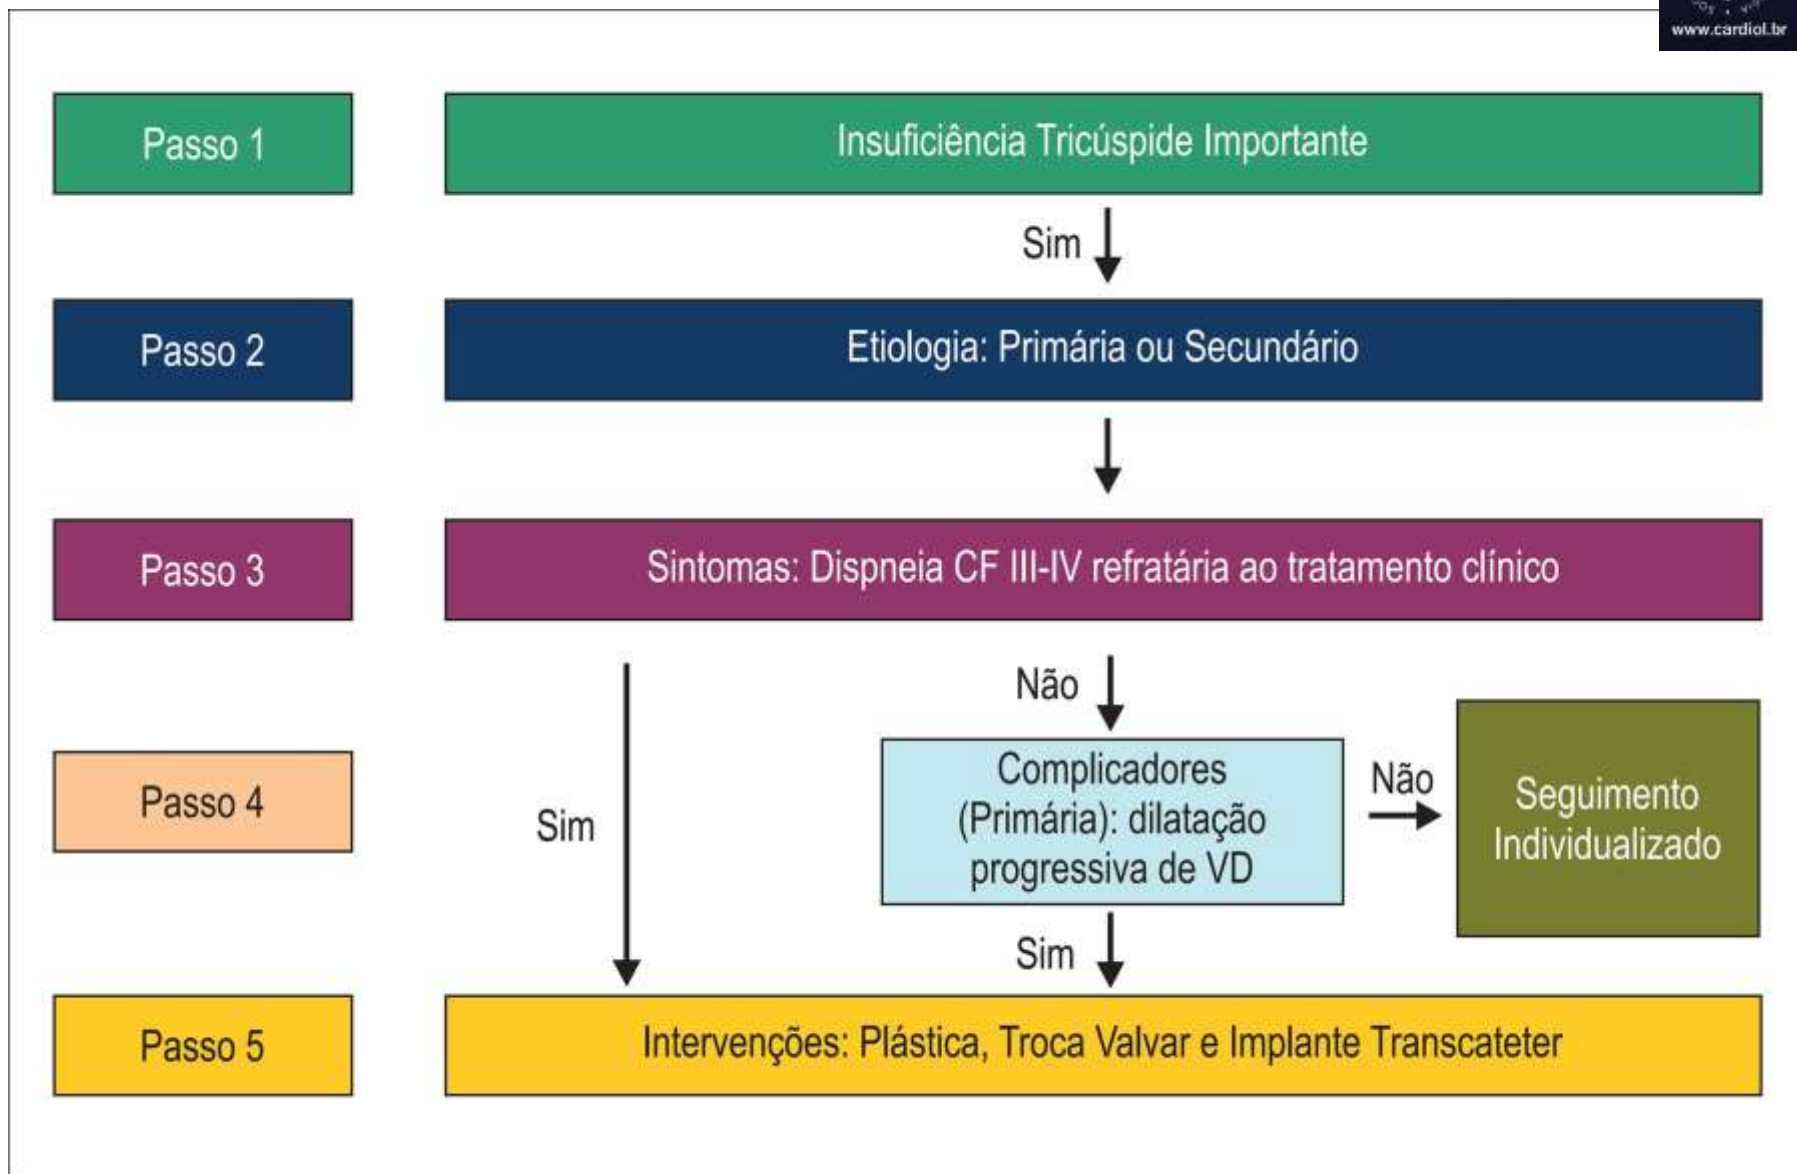 www.cardiol.br
Passo 1
Insuficiência Tricúspide Importante
Sim
Passo 2
Etiologia: Primária ou Secundário
Passo 3
Sintomas: Dispneia CF III-IV refratária ao tratamento clínico
Não
Passo 4
Sim
Complicadores
(Primária): dilatação
progressiva de VD
Não
Seguimento
Individualizado
Sim
Passo 5
Intervenções: Plástica, Troca Valvar e Implante Transcateter